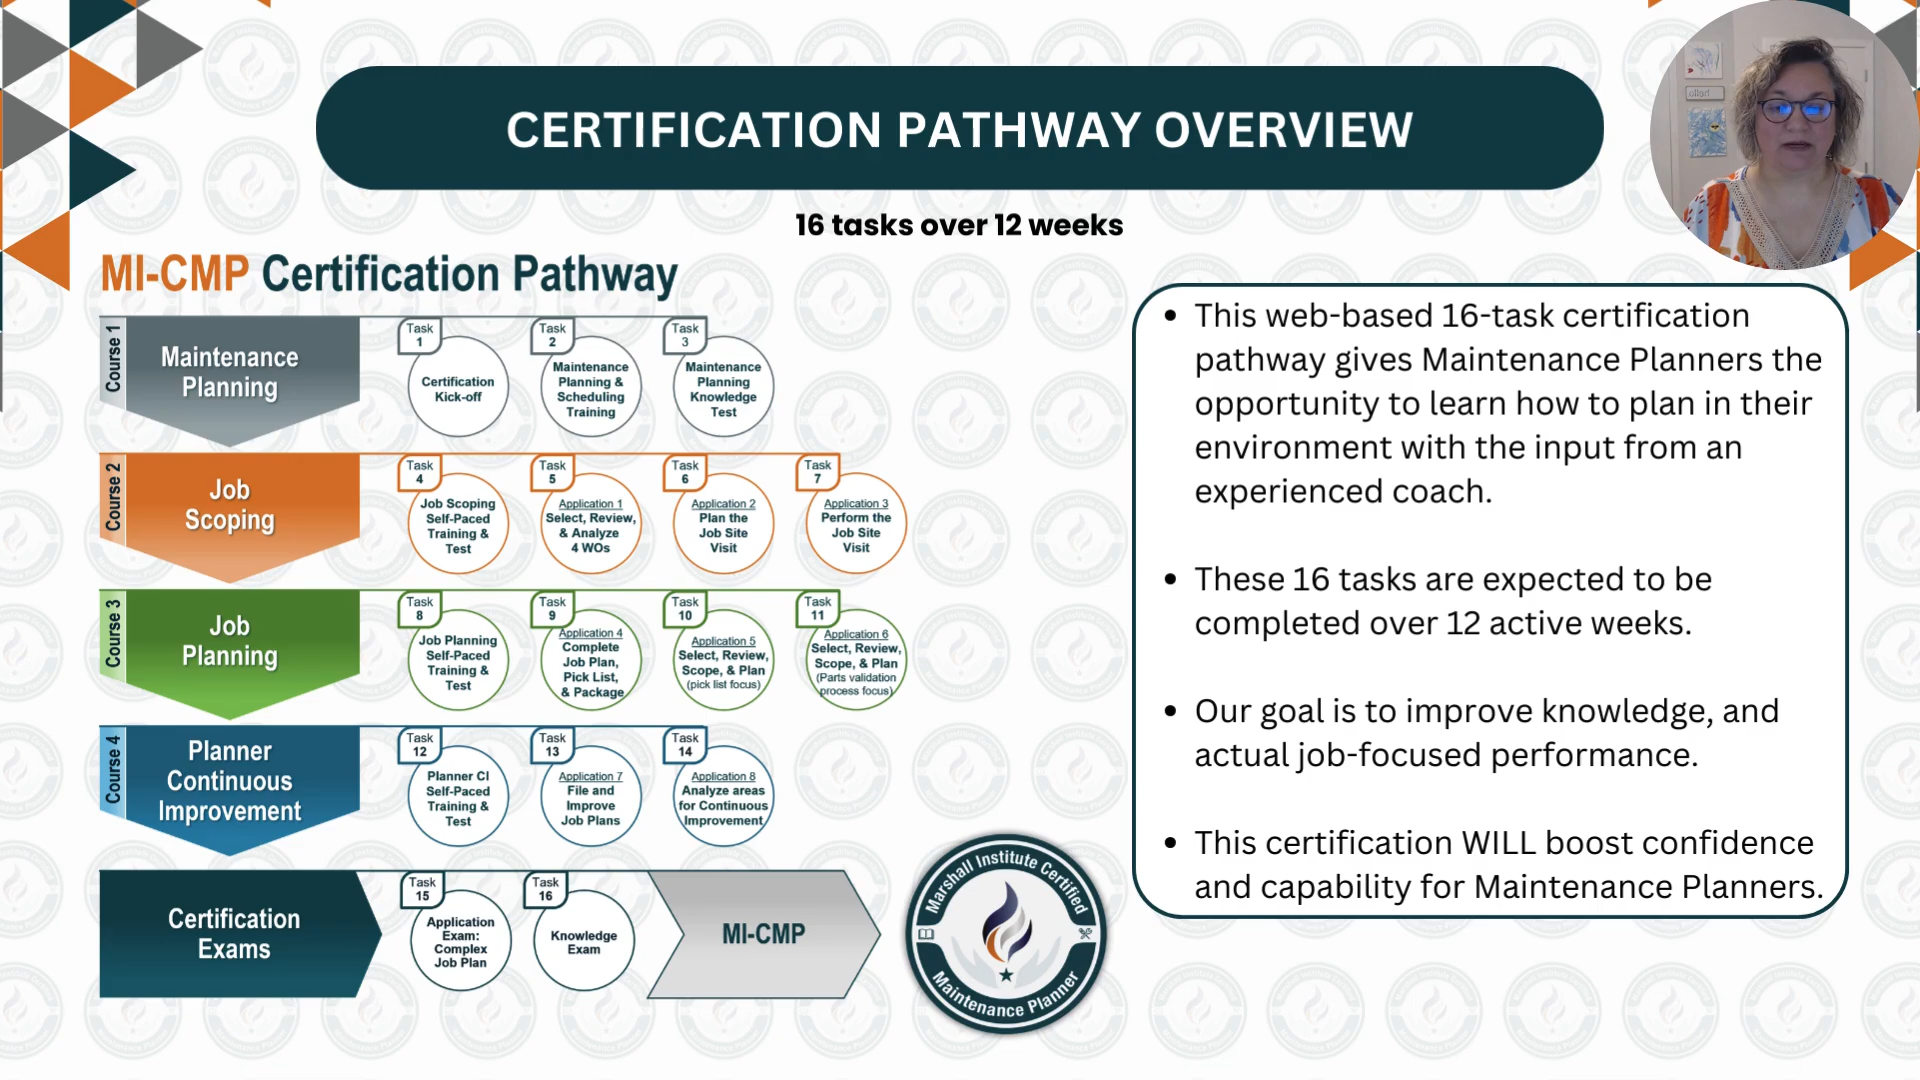 CERTIFICATION PATHWAY OVERVIEW
16 tasks over 12 weeks
MI-CMP Certification Pathway
Course 1
Maintenance
Planning
Task
1
Certification
Kick-off
Task
2
Maintenance
Planning &
Scheduling
Training
Task
3
Maintenance
Planning
Knowledge
Test
Course 2
Job
Scoping
Task
4
Job Scoping
Self-Paced
Training &
Test
Task
5
Application 1
Select, Review,
& Analyze
4 WOs
Task
6
Application 2
Plan the
Job Site
Visit
Task
7
Application 3
Perform the
Job Site
Visit
Course 3
Job
Planning
Task
8
Job Planning
Self-Paced
Training &
Test
Task
9
Application 4
Complete
Job Plan,
Pick List,
& Package
Task
10
Application 5
Select, Review,
Scope, & Plan
(pick list focus)
Task
11
Application 6
Select, Review,
Scope, & Plan
(Parts validation
process focus)
Course 4
Planner
Continuous
Improvement
Task
12
Planner CI
Self-Paced
Training &
Test
Task
13
Application 7
File and
Improve
Job Plans
Task
14
Application 8
Analyze areas
for Continuous
Improvement
Certification
Exams
Task
15
Application
Exam:
Complex
Job Plan
Task
16
Knowledge
Exam
MI-CMP
Marshall Institute Certified
Maintenance Planner
• This web-based 16-task certification
pathway gives Maintenance Planners the
opportunity to learn how to plan in their
environment with the input from an
experienced coach.
• These 16 tasks are expected to be
completed over 12 active weeks.
• Our goal is to improve knowledge, and
actual job-focused performance.
• This certification WILL boost confidence
and capability for Maintenance Planners.
hello